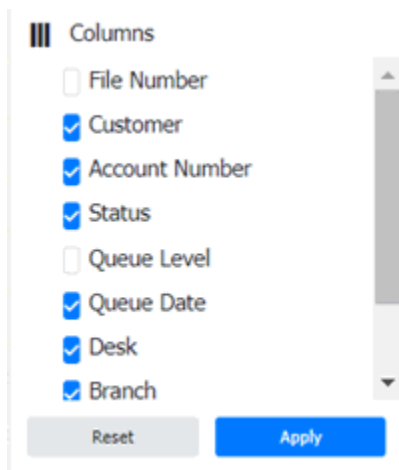 Columns
File Number
Customer
Account Number
Status
Queue Level
Queue Date
Desk
Branch
Reset Apply